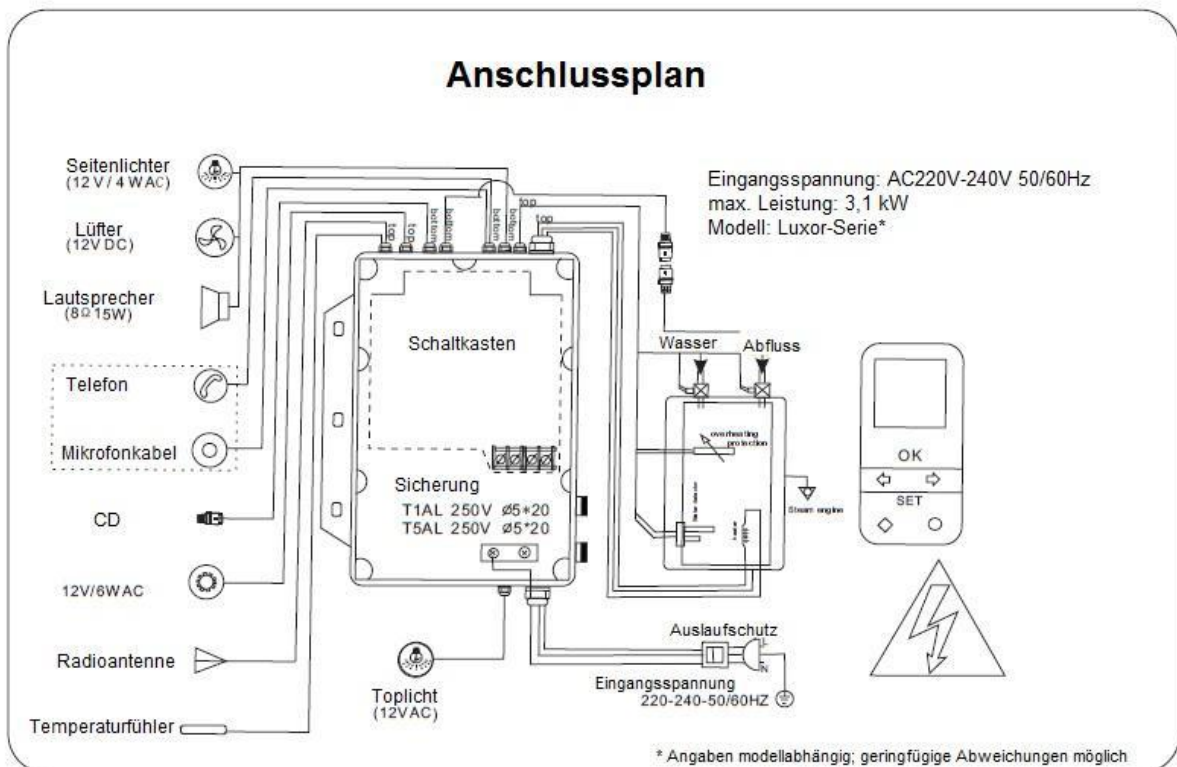 Anschlussplan
Seitenlichter
(12 V / 4 WAC)
Lüfter
(12V DC)
Lautsprecher
(8Ω 15W)
Telefon
Mikrofonkabel
CD
12V/6WAC
Radioantenne
Temperaturfühler
top
top
bottom
bottom
bottom
bottom
top
top
Eingangsspannung: AC220V-240V 50/60Hz
max. Leistung: 3,1 kW
Modell: Luxor-Serie*
Schaltkasten
Sicherung
T1AL 250V Ø5*20
T5AL 250V Ø5*20
Wasser
Abfluss
overheating
protection
heater
Steam engine
OK
SET
Toplicht
(12VAC)
Auslaufschutz
L
N
Eingangsspannung
220-240-50/60HZ
* Angaben modellabhängig; geringfügige Abweichungen möglich